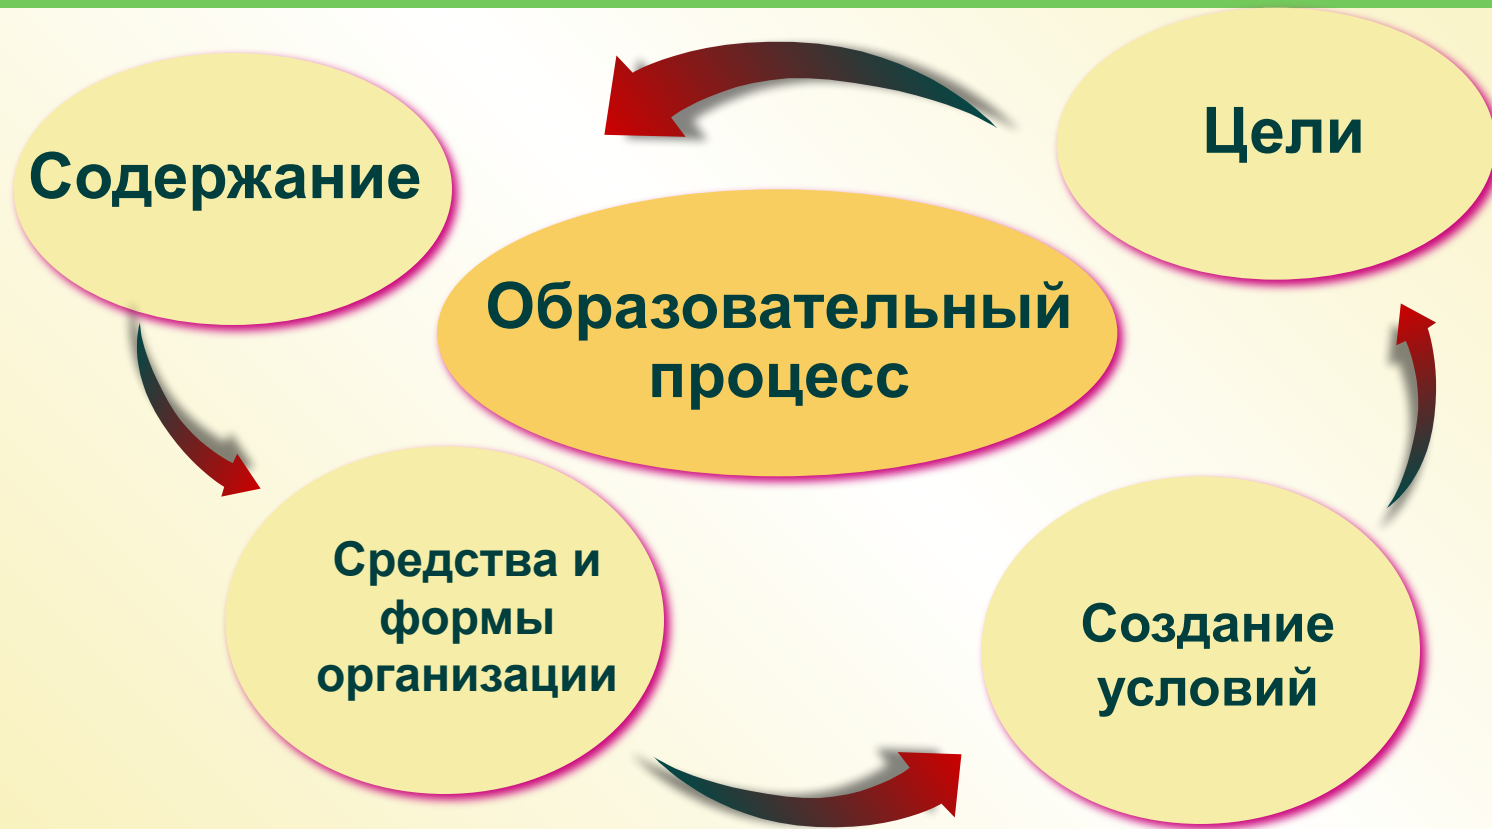 Содержание
Цели
Образовательный
процесс
Средства и
формы
организации
Создание
условий